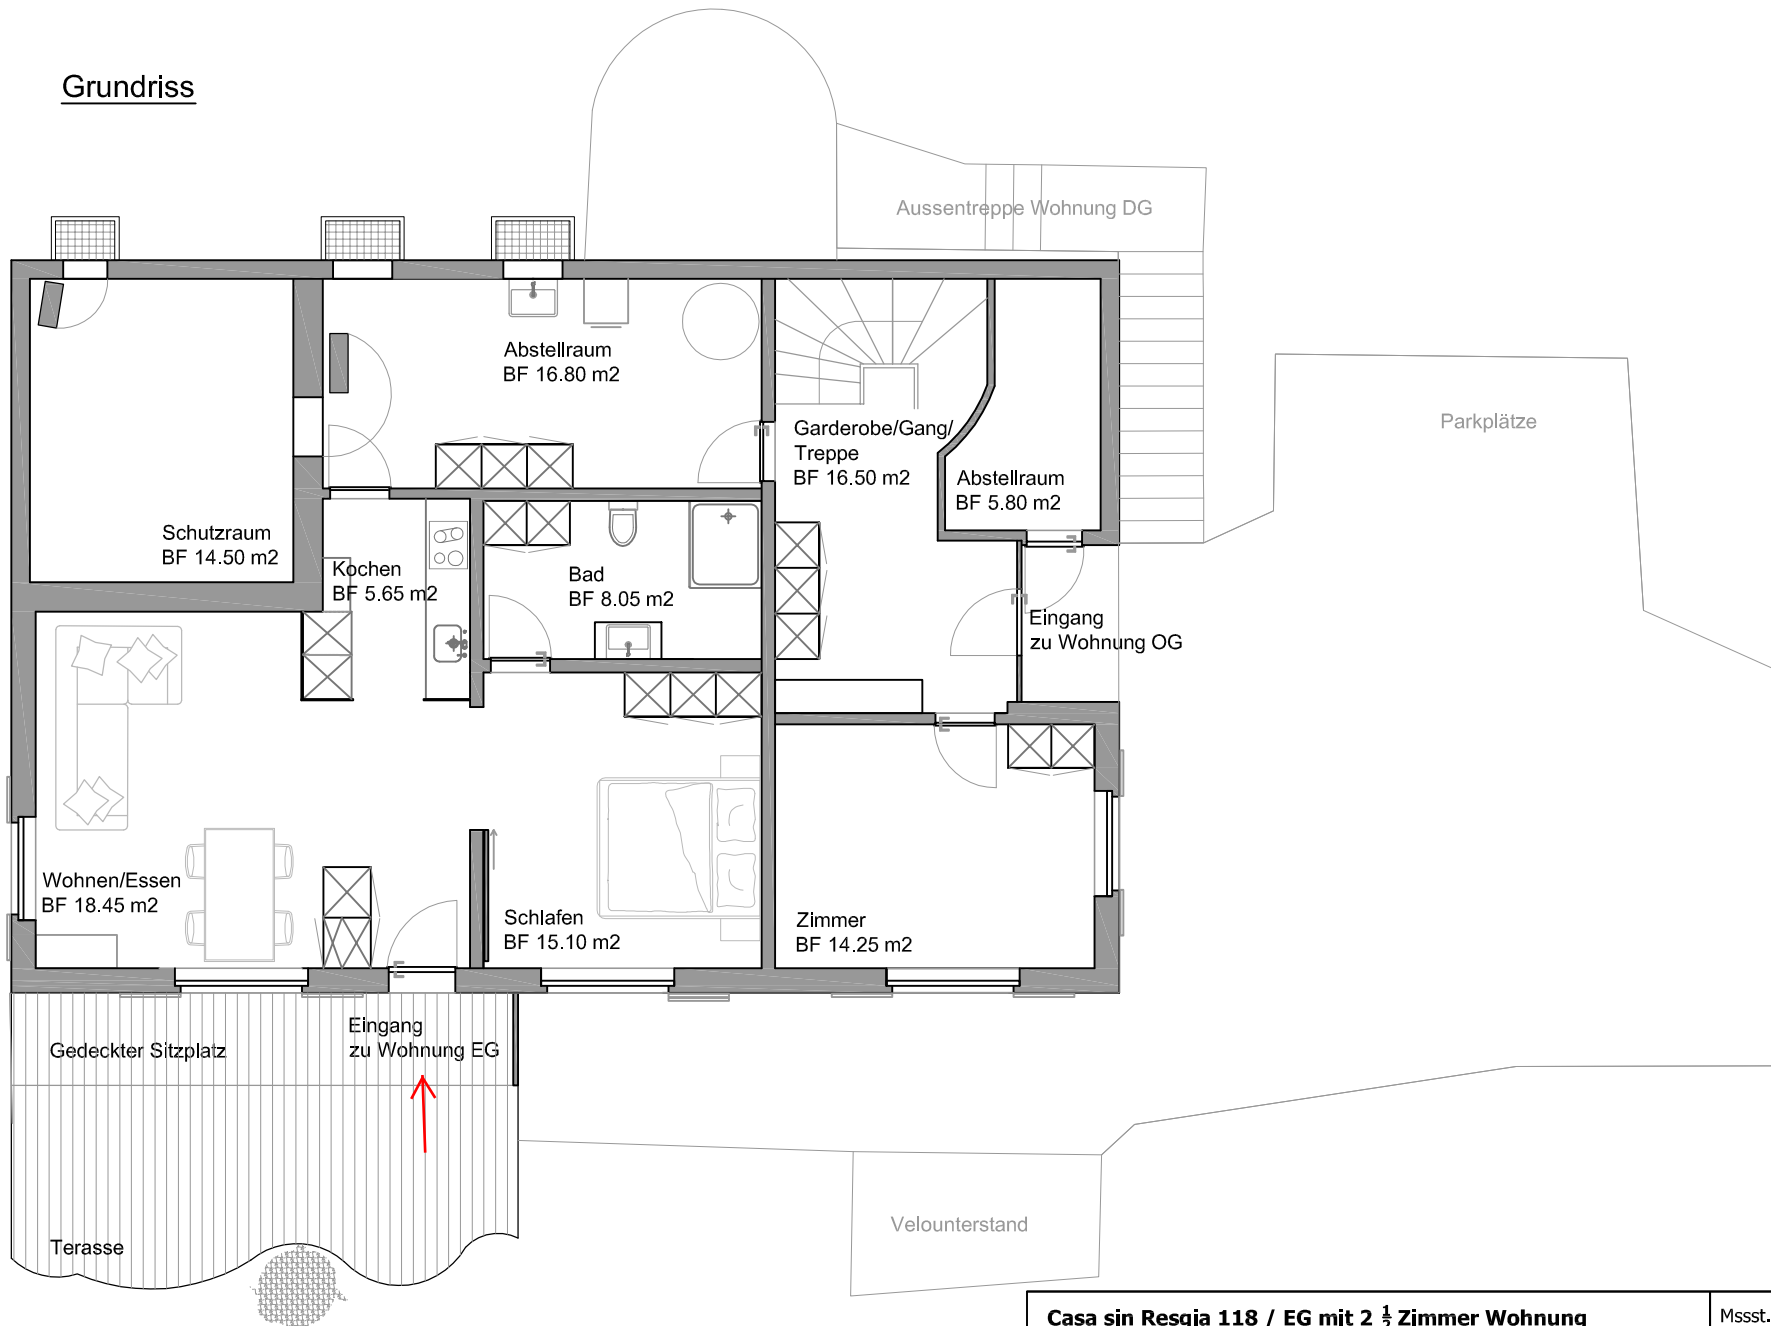 Grundriss
Aussentreppe Wohnung DG
Abstellraum
BF 16.80 m2
Parkplätze
Garderobe/Gang/
Treppe
BF 16.50 m2
Abstellraum
BF 5.80 m2
Schutzraum
BF 14.50 m2
Kochen
BF 5.65 m2
Bad
BF 8.05 m2
Eingang
zu Wohnung OG
Wohnen/Essen
BF 18.45 m2
Schlafen
BF 15.10 m2
Zimmer
BF 14.25 m2
Eingang
zu Wohnung EG
Gedeckter Sitzplatz
Velounterstand
Terasse
Casa sin Resgia 118 / EG mit 2 ½ Zimmer Wohnung
Mssst.